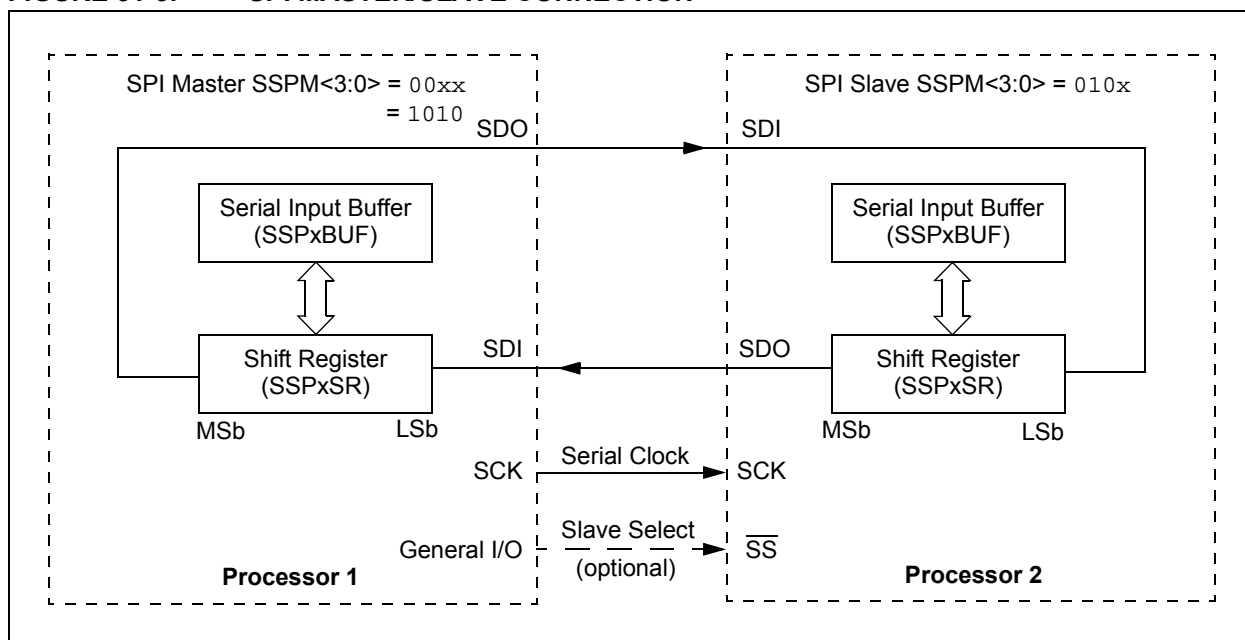 SPI Master SSPM<3:0> = 00xx
= 1010
SPI Slave SSPM<3:0> = 010x
SDO
SDI
Serial Input Buffer
(SSPxBUF)
Serial Input Buffer
(SSPxBUF)
SDI
SDO
Shift Register
(SSPxSR)
Shift Register
(SSPxSR)
MSb
LSb
MSb
LSb
SCK
Serial Clock
SCK
General I/O
Slave Select
(optional)
SS
Processor 1
Processor 2